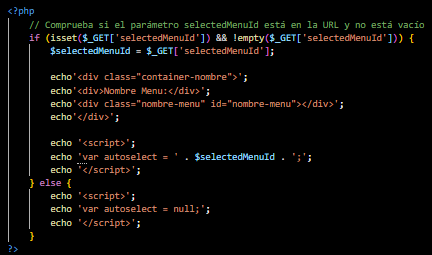 <?php
// Comprueba si el parámetro selectedMenuId está en la URL y no está vacío
if (isset($_GET['selectedMenuId']) && !empty($_GET['selectedMenuId'])) {
$selectedMenuId = $_GET['selectedMenuId'];
echo'<div class="container-nombre">';
echo'<div>Nombre Menu:</div>';
echo'<div class="nombre-menu" id="nombre-menu"></div>';
echo'</div>';
echo '<script>';
echo 'var autoselect = ' . $selectedMenuId . ';';
echo '</script>';
} else {
echo '<script>';
echo 'var autoselect = null;';
echo '</script>';
}
?>